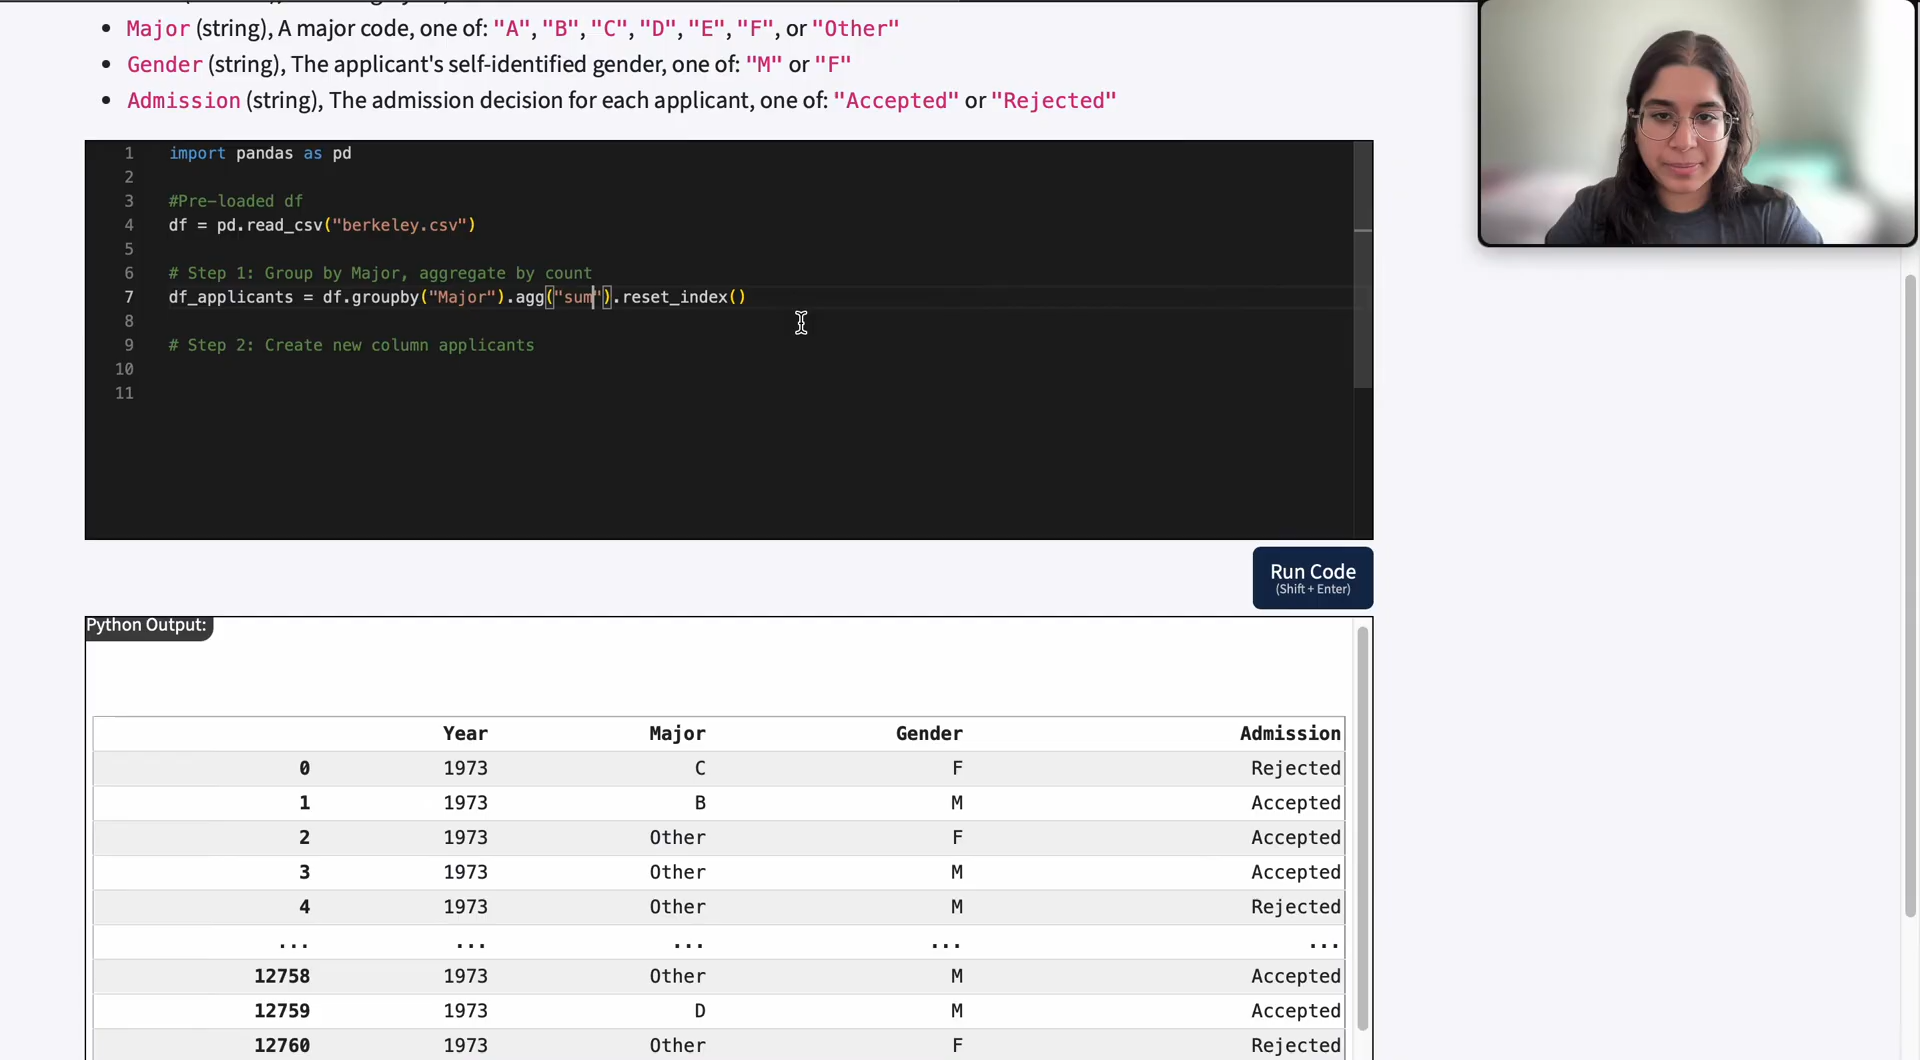 • Major (string), A major code, one of: "A", "B", "C", "D", "E", "F", or "Other"
• Gender (string), The applicant's self-identified gender, one of: "M" or "F"
• Admission (string), The admission decision for each applicant, one of: "Accepted" or "Rejected"
1 import pandas as pd
2
3 #Pre-loaded df
4 df = pd.read_csv("berkeley.csv")
5
6 # Step 1: Group by Major, aggregate by count
7 df_applicants = df.groupby("Major").agg("sum").reset_index()
8
9 # Step 2: Create new column applicants
10
11
Run Code
(Shift + Enter)
Python Output:
Year Major Gender Admission
0 1973 C F Rejected
1 1973 B M Accepted
2 1973 Other F Accepted
3 1973 Other M Accepted
4 1973 Other M Rejected
... ... ... ... ...
12758 1973 Other M Accepted
12759 1973 D M Accepted
12760 1973 Other F Rejected